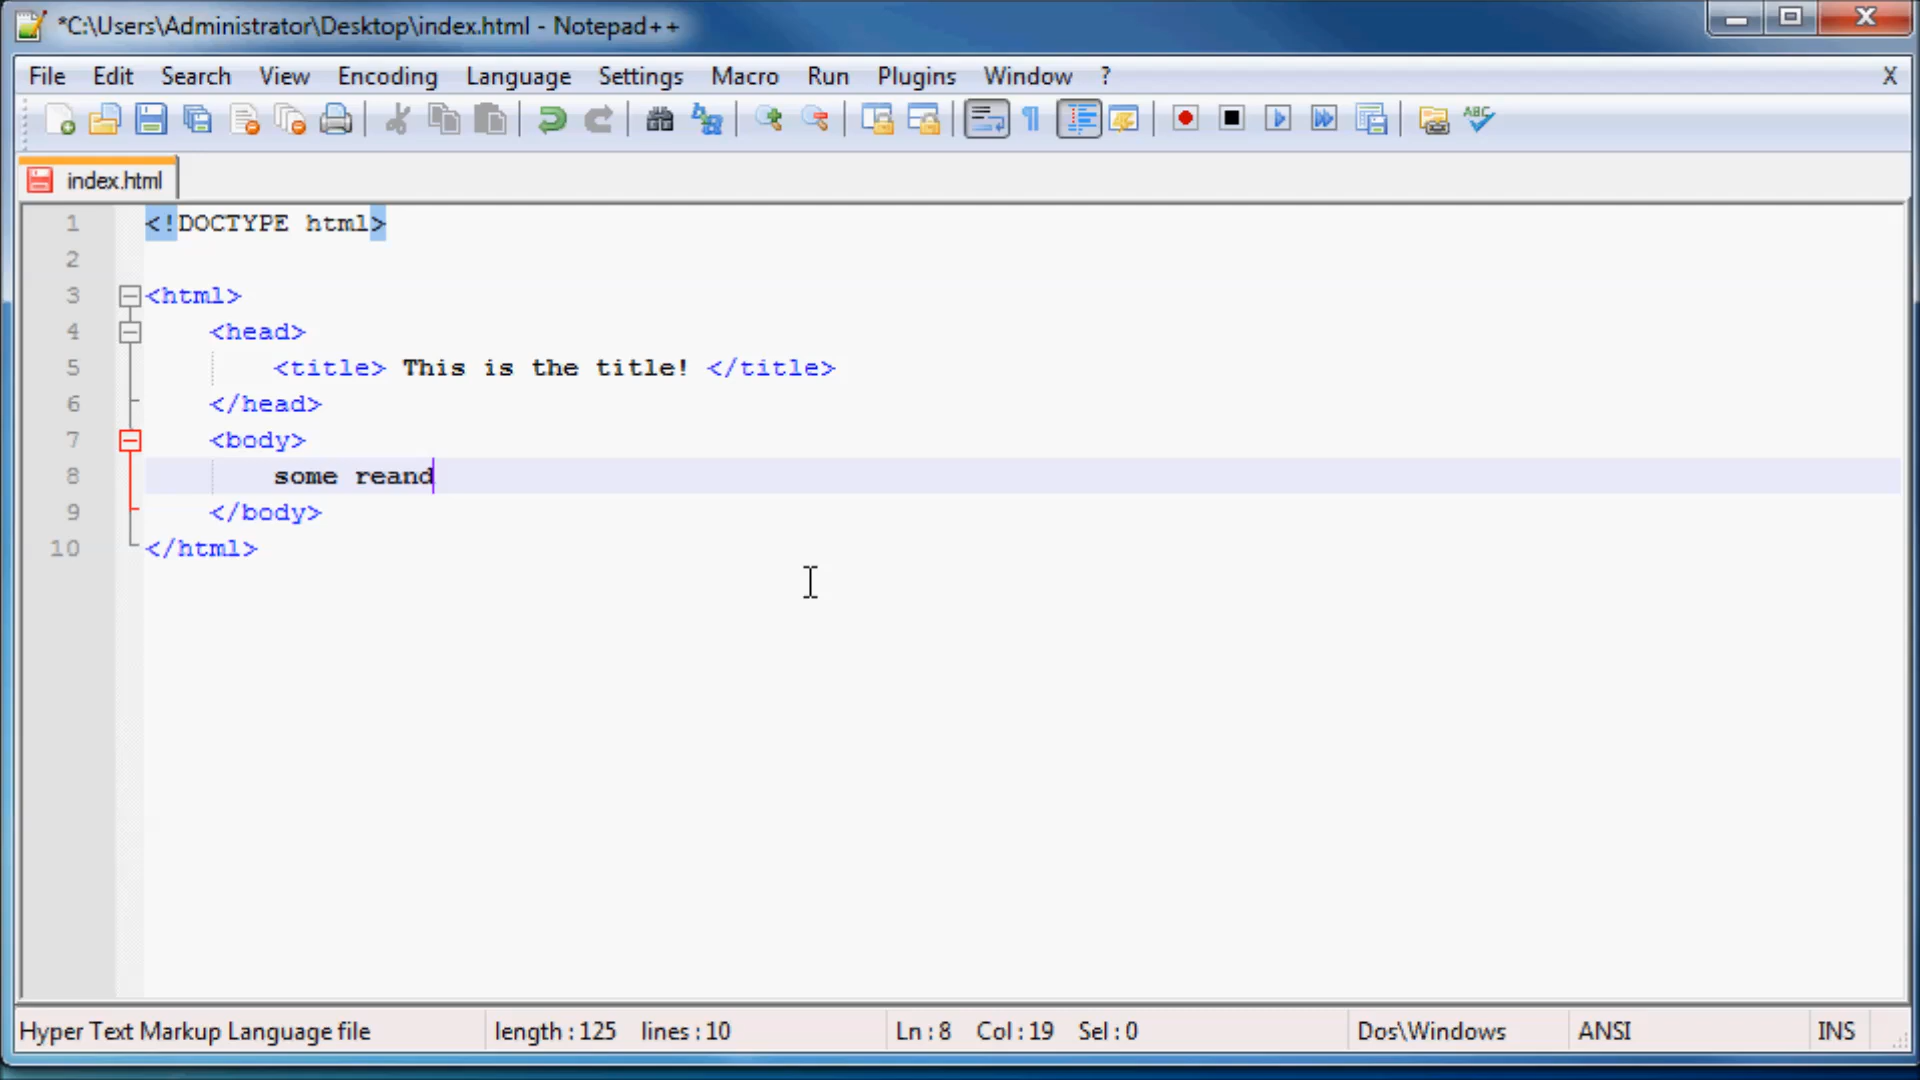 *C:\Users\Administrator\Desktop\index.html - Notepad++
File Edit Search View Encoding Language Settings Macro Run Plugins Window ? X
ABC
index.html
1 <!DOCTYPE html>
2
3 <html>
4 <head>
5 <title> This is the title! </title>
6 </head>
7 <body>
8 some reand
9 </body>
10 </html>
Hyper Text Markup Language file length : 125 lines : 10 Ln : 8 Col : 19 Sel : 0 Dos\Windows ANSI INS